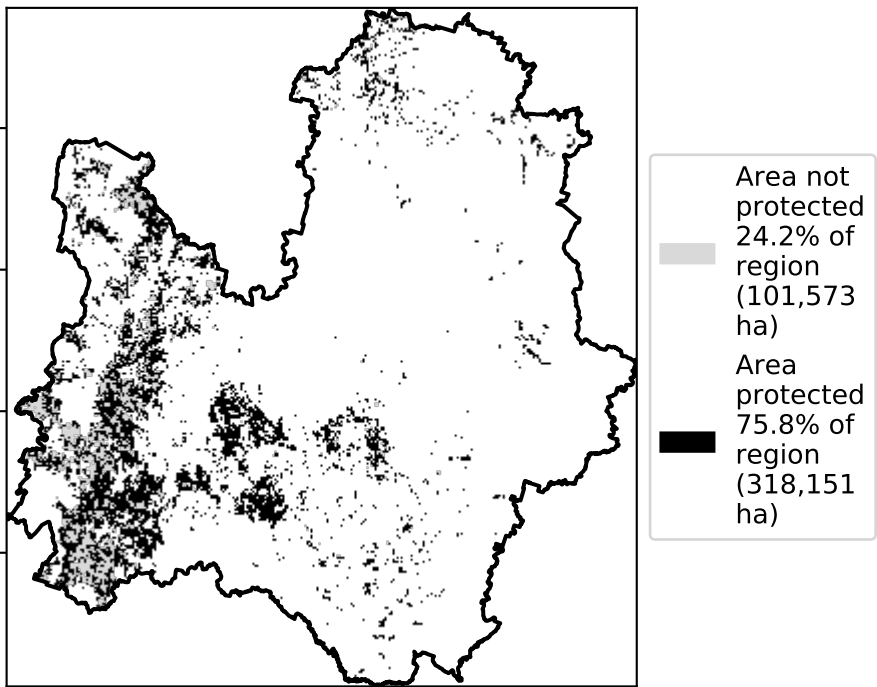 Area not
protected
24.2% of
region
(101,573
ha)
Area
protected
75.8% of
region
(318,151
ha)